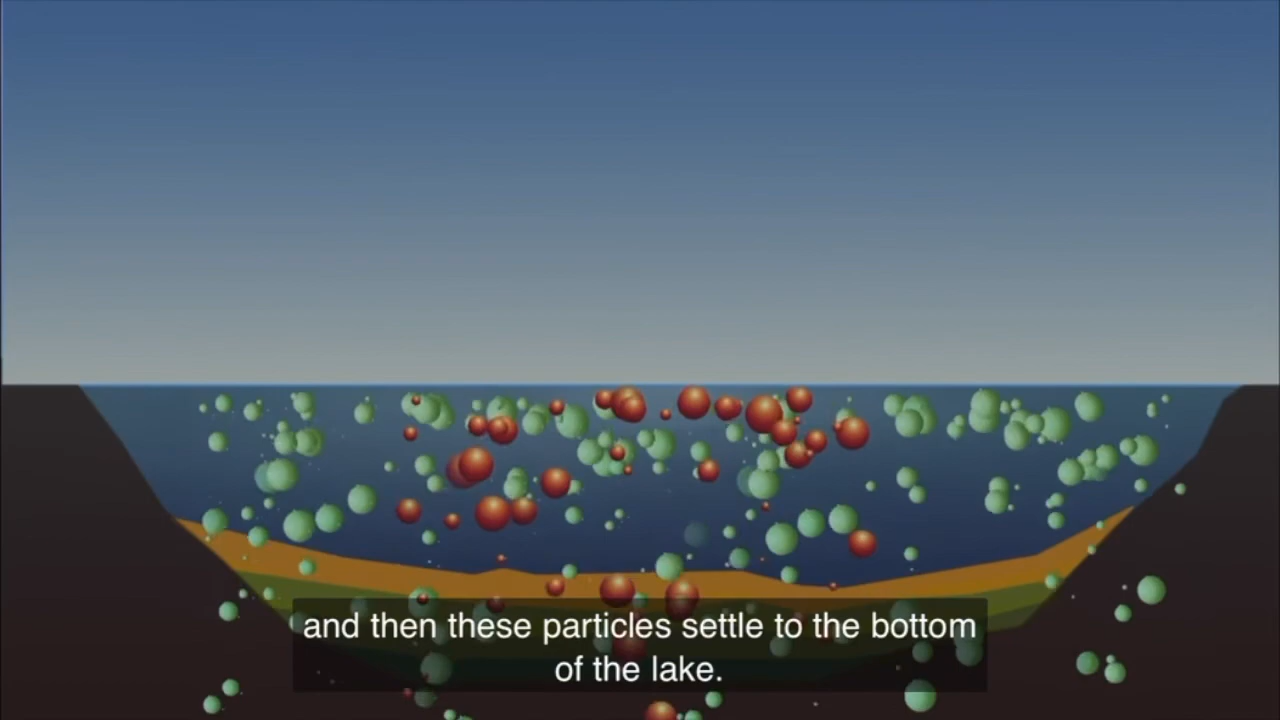 and then these particles settle to the bottom
of the lake.